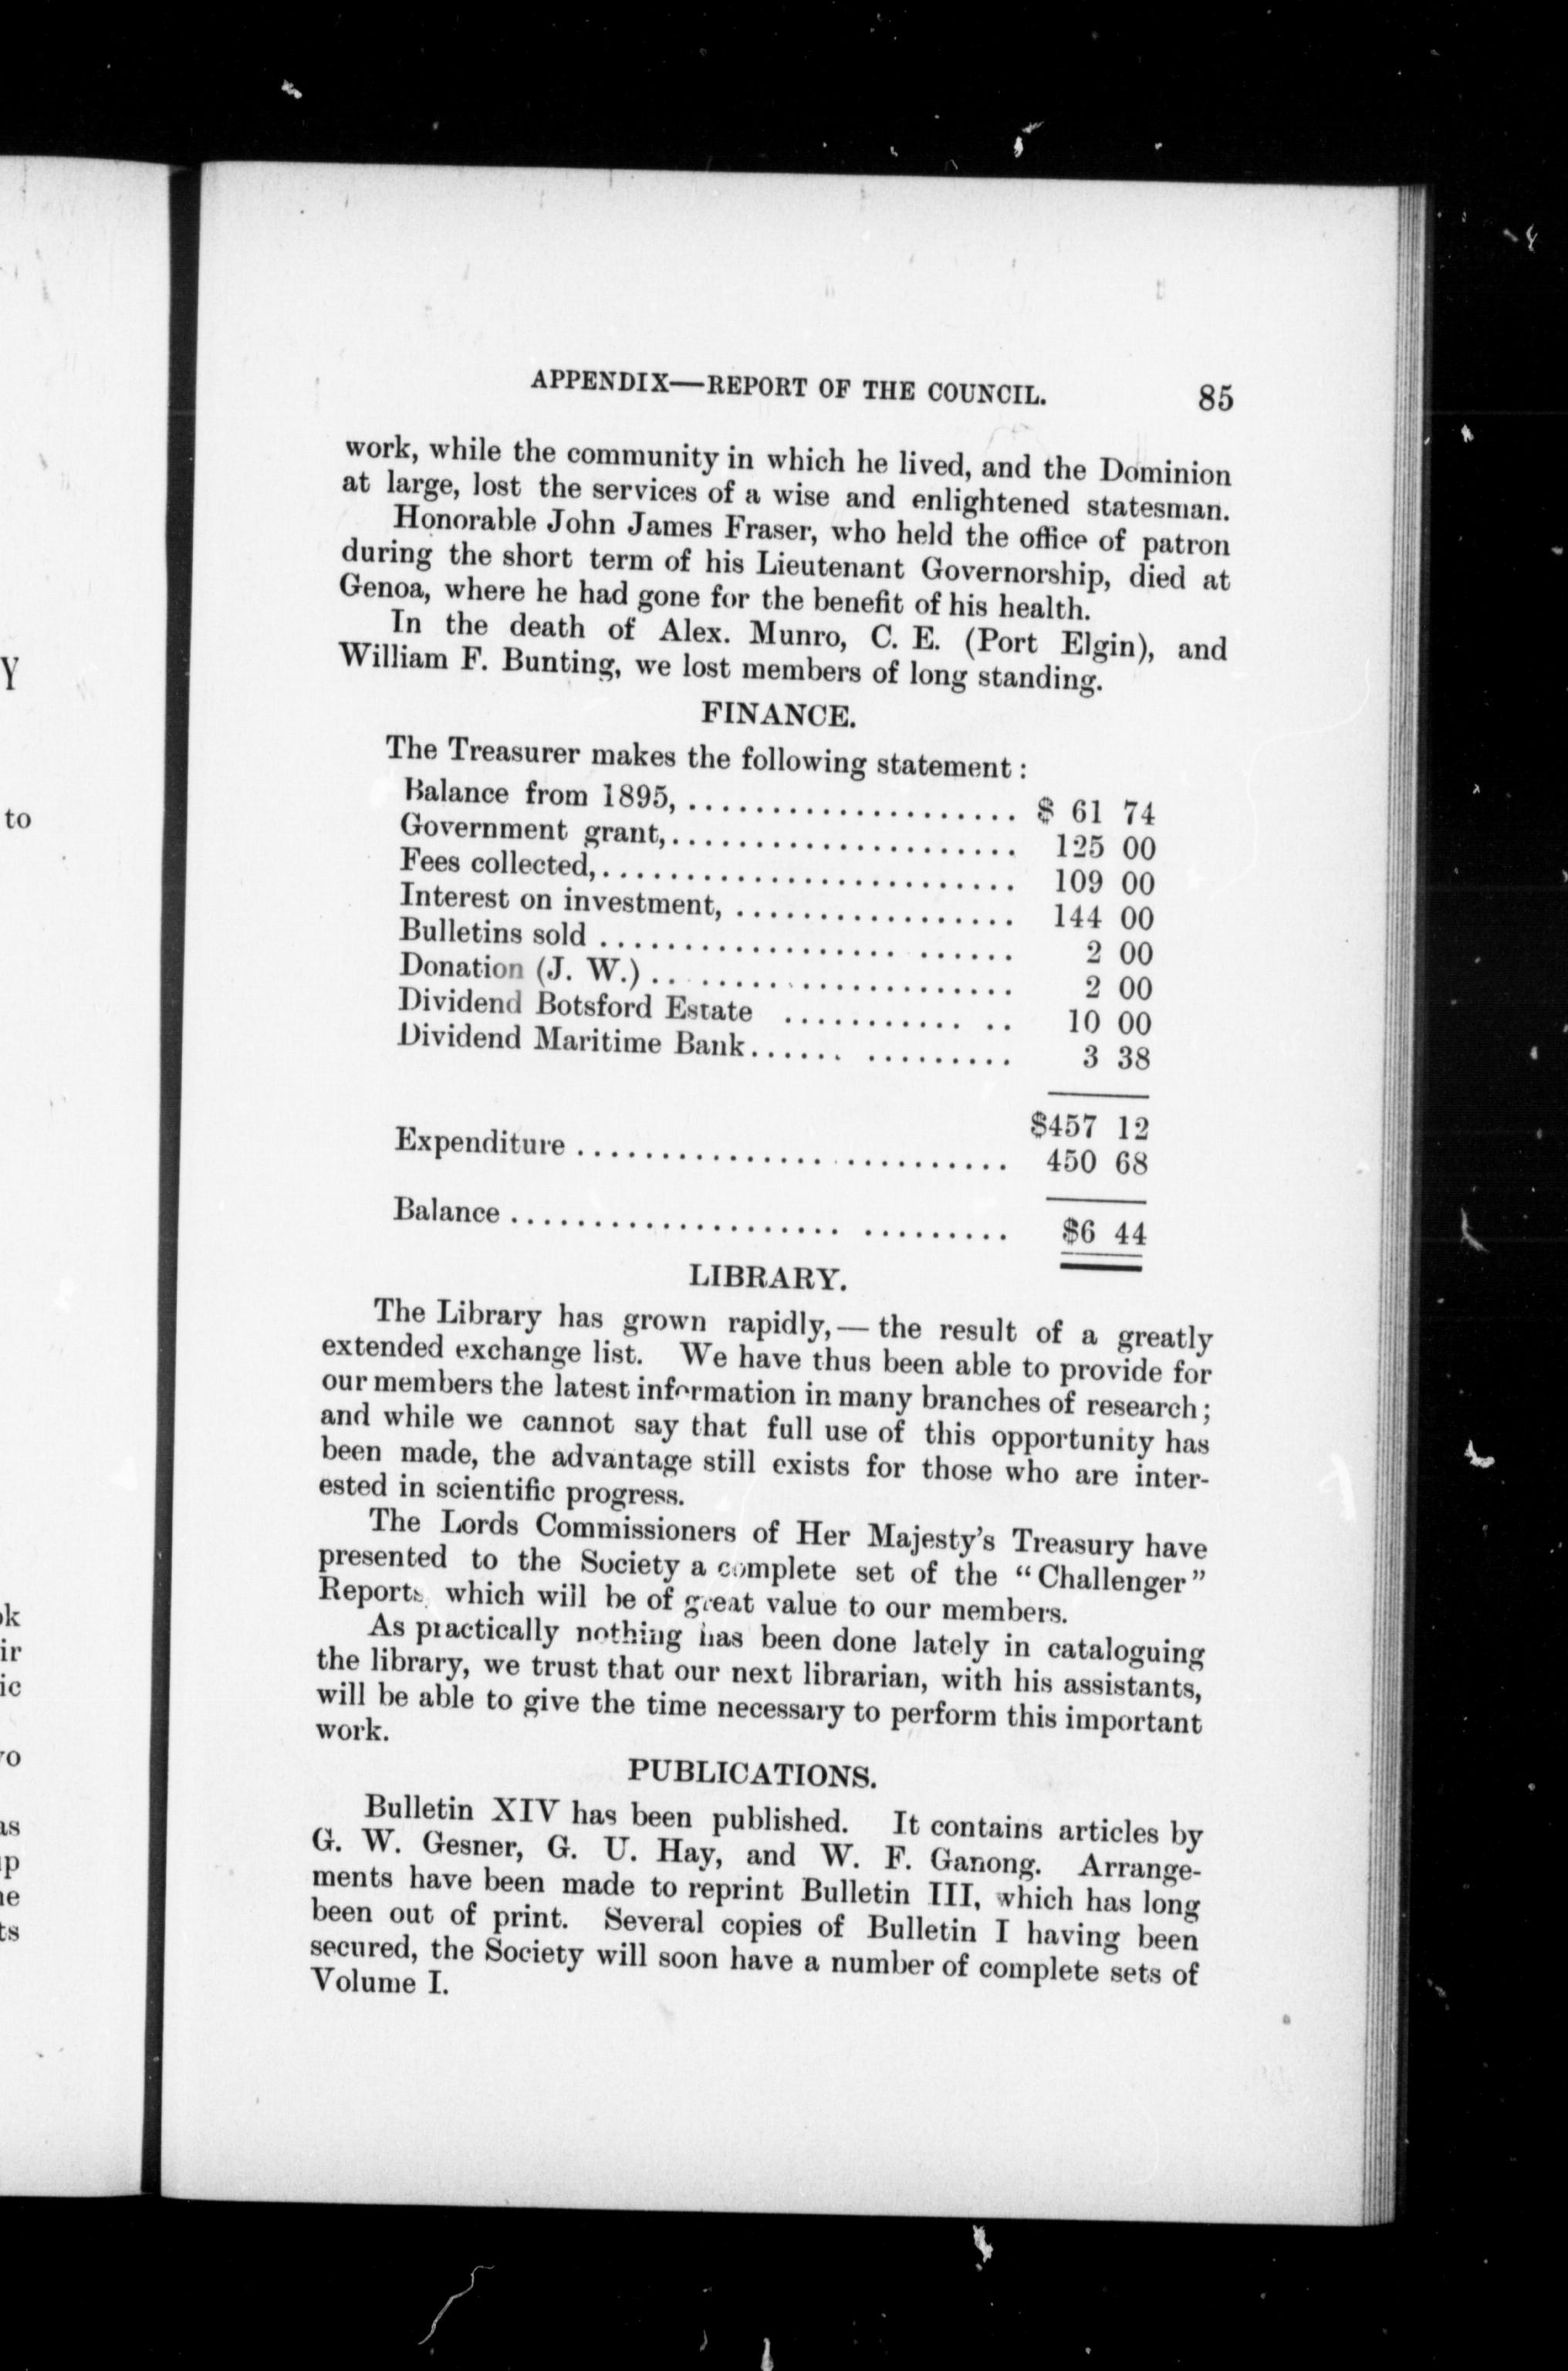 APPENDIX—REPORT OF THE COUNCIL. 85
work, while the community in which he lived, and the Dominion
at large, lost the services of a wise and enlightened statesman.
Honorable John James Fraser, who held the office of patron
during the short term of his Lieutenant Governorship, died at
Genoa, where he had gone for the benefit of his health.
In the death of Alex. Munro, C. E. (Port Elgin), and
William F. Bunting, we lost members of long standing.
FINANCE.
The Treasurer makes the following statement :
Balance from 1895, ..................... $ 61 74
Government grant,...................... 125 00
Fees collected,.......................... 109 00
Interest on investment, .................. 144 00
Bulletins sold .................. ...... 2 00
Donation (J. W.) ...................... 2 00
Dividend Botsford Estate ........... .. 10 00
Dividend Maritime Bank...... ......... 3 38
$457 12
Expenditure .......................... 450 68
Balance .................... ......... $6 44
LIBRARY.
The Library has grown rapidly,— the result of a greatly
extended exchange list. We have thus been able to provide for
our members the latest information in many branches of research ;
and while we cannot say that full use of this opportunity has
been made, the advantage still exists for those who are inter-
ested in scientific progress.
The Lords Commissioners of Her Majesty's Treasury have
presented to the Society a complete set of the "Challenger"
Reports, which will be of great value to our members.
As practically nothing has been done lately in cataloguing
the library, we trust that our next librarian, with his assistants,
will be able to give the time necessary to perform this important
work.
PUBLICATIONS.
Bulletin XIV has been published. It contains articles by
G. W. Gesner, G. U. Hay, and W. F. Ganong. Arrange-
ments have been made to reprint Bulletin III, which has long
been out of print. Several copies of Bulletin I having been
secured, the Society will soon have a number of complete sets of
Volume I.